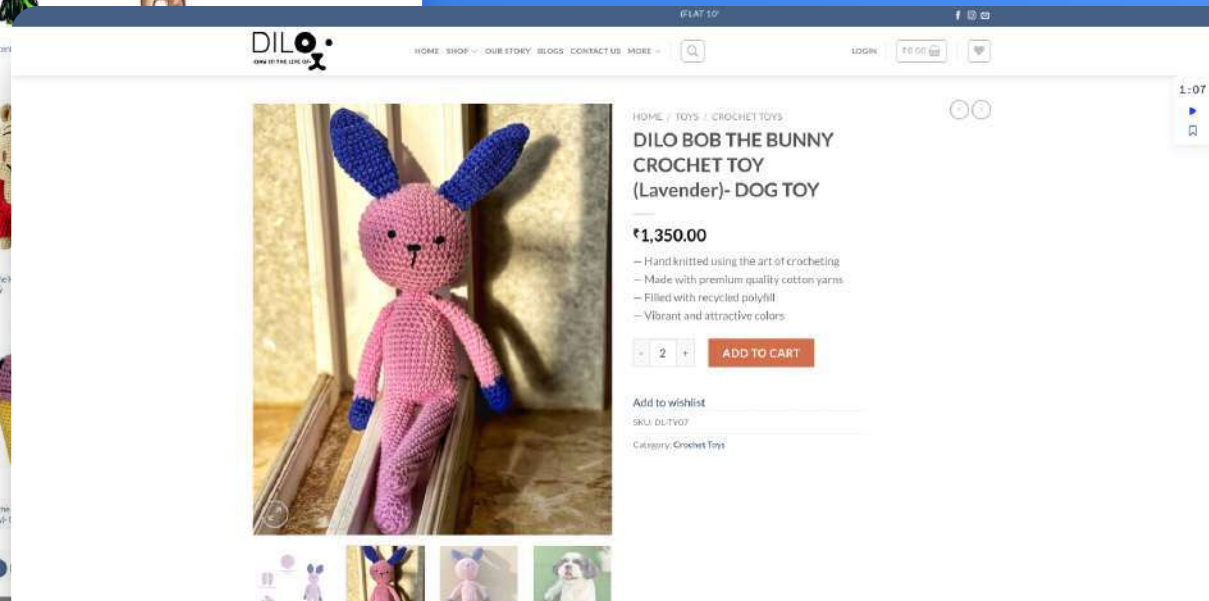 (FLAT 10'
DILO
HOME SHOP OUR STORY BLOGS CONTACT US MORE
LOGIN
₹0.00
1:07
HOME / TOYS / CROCHET TOYS
DILO BOB THE BUNNY
CROCHET TOY
(Lavender)- DOG TOY
₹1,350.00
— Hand knitted using the art of crocheting
— Made with premium quality cotton yarns
— Filled with recycled polyfill
— Vibrant and attractive colors
- 2 +
ADD TO CART
Add to wishlist
SKU: DL-TY07
Category: Crochet Toys